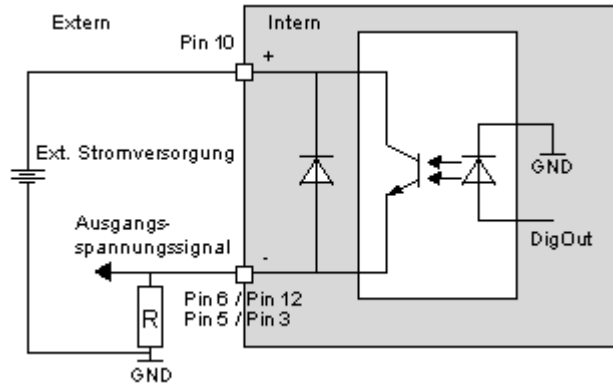 Extern
Intern
Pin 10
+
Ext. Stromversorgung
GND
Ausgangs-
spannungssignal
DigOut
-
Pin 6 / Pin 12
Pin 5 / Pin 3
R
GND